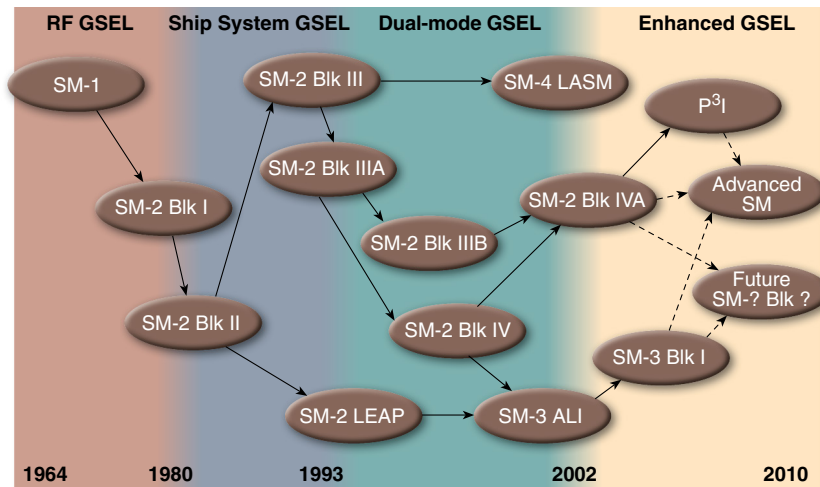 RF GSEL
Ship System GSEL
Dual-mode GSEL
Enhanced GSEL
SM-1
SM-2 Blk III
SM-4 LASM
P³I
SM-2 Blk IIIA
Advanced
SM
SM-2 Blk I
SM-2 Blk IVA
SM-2 Blk IIIB
Future
SM-? Blk ?
SM-2 Blk II
SM-2 Blk IV
SM-3 Blk I
SM-2 LEAP
SM-3 ALI
1964
1980
1993
2002
2010